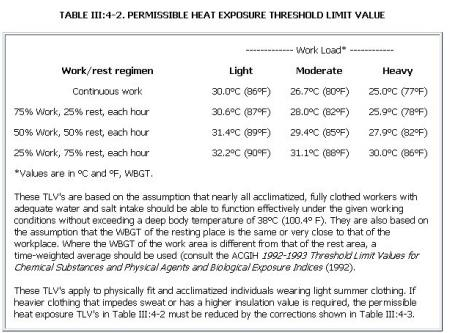 TABLE III:4-2. PERMISSIBLE HEAT EXPOSURE THRESHOLD LIMIT VALUE
------------- Work Load* ------------
Work/rest regimen Light Moderate Heavy
Continuous work 30.0ºC (86ºF) 26.7ºC (80ºF) 25.0ºC (77ºF)
75% Work, 25% rest, each hour 30.6ºC (87ºF) 28.0ºC (82ºF) 25.9ºC (78ºF)
50% Work, 50% rest, each hour 31.4ºC (89ºF) 29.4ºC (85ºF) 27.9ºC (82ºF)
25% Work, 75% rest, each hour 32.2ºC (90ºF) 31.1ºC (88ºF) 30.0ºC (86ºF)
*Values are in ºC and ºF, WBGT.
These TLV's are based on the assumption that nearly all acclimatized, fully clothed workers with
adequate water and salt intake should be able to function effectively under the given working
conditions without exceeding a deep body temperature of 38ºC (100.4º F). They are also based on
the assumption that the WBGT of the resting place is the same or very close to that of the
workplace. Where the WBGT of the work area is different from that of the rest area, a
time-weighted average should be used (consult the ACGIH 1992-1993 Threshold Limit Values for
Chemical Substances and Physical Agents and Biological Exposure Indices (1992).
These TLV's apply to physically fit and acclimatized individuals wearing light summer clothing. If
heavier clothing that impedes sweat or has a higher insulation value is required, the permissible
heat exposure TLV's in Table III:4-2 must be reduced by the corrections shown in Table III:4-3.